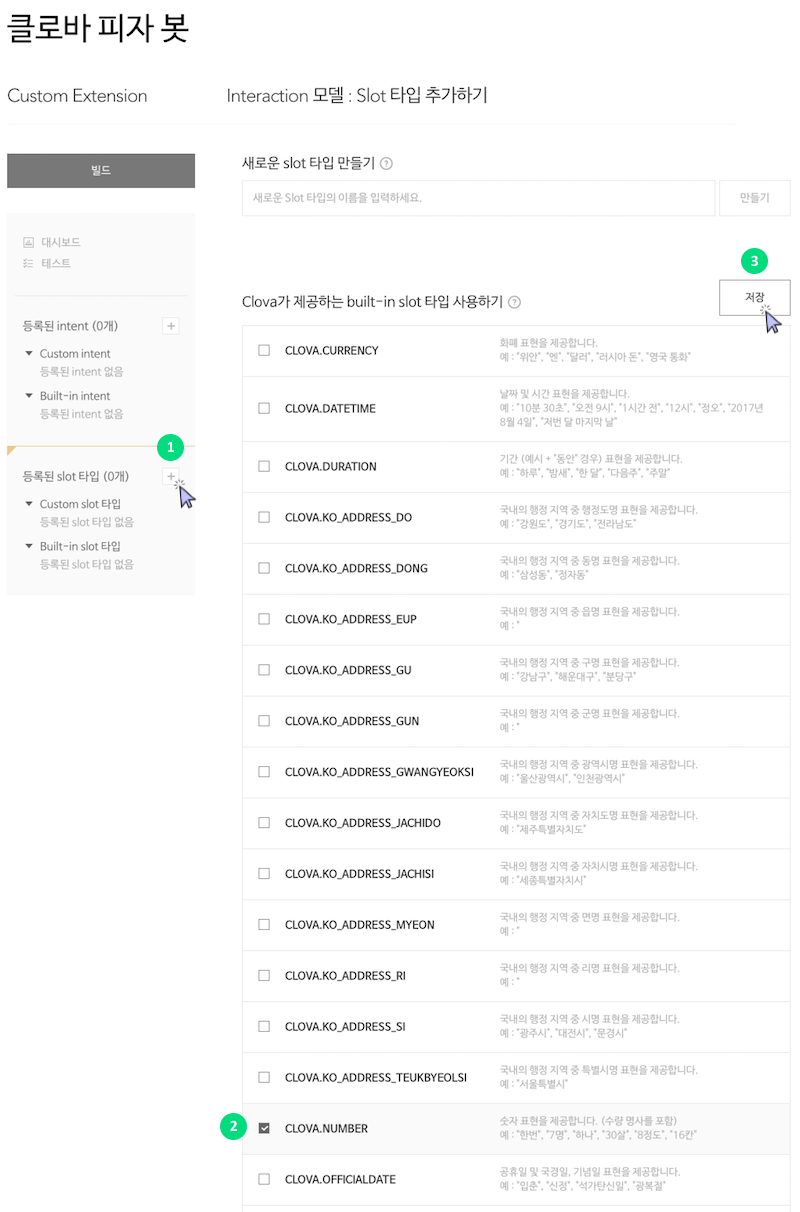 클로바 피자 봇
Custom Extension
Interaction 모델 : Slot 타입 추가하기
빌드
대시보드
테스트
등록된 intent (0개)
+
Custom intent
등록된 intent 없음
Built-in intent
등록된 intent 없음
1
등록된 slot 타입 (0개)
+
Custom slot 타입
등록된 slot 타입 없음
Built-in slot 타입
등록된 slot 타입 없음
새로운 slot 타입 만들기 ?
새로운 Slot 타입의 이름을 입력하세요.
만들기
3
Clova가 제공하는 built-in slot 타입 사용하기 ?
저장
CLOVA.CURRENCY
화폐 표현을 제공합니다.
예 : "위안", "엔", "달러", "러시아 돈", "영국 통화"
CLOVA.DATETIME
날짜 및 시간 표현을 제공합니다.
예 : "10분 30초", "오전 9시", "1시간 전", "12시", "정오", "2017년
8월 4일", "저번 달 마지막 날"
CLOVA.DURATION
기간 (예시 + "동안" 경우) 표현을 제공합니다.
예 : "하루", "밤새", "한 달", "다음주", "주말"
CLOVA.KO_ADDRESS_DO
국내의 행정 지역 중 행정도명 표현을 제공합니다.
예 : "강원도", "경기도", "전라남도"
CLOVA.KO_ADDRESS_DONG
국내의 행정 지역 중 동명 표현을 제공합니다.
예 : "삼성동", "정자동"
CLOVA.KO_ADDRESS_EUP
국내의 행정 지역 중 읍명 표현을 제공합니다.
예 : "
CLOVA.KO_ADDRESS_GU
국내의 행정 지역 중 구명 표현을 제공합니다.
예 : "강남구", "해운대구", "분당구"
CLOVA.KO_ADDRESS_GUN
국내의 행정 지역 중 군명 표현을 제공합니다.
예 : "
CLOVA.KO_ADDRESS_GWANGYEOKSI
국내의 행정 지역 중 광역시명 표현을 제공합니다.
예 : "울산광역시", "인천광역시"
CLOVA.KO_ADDRESS_JACHIDO
국내의 행정 지역 중 자치도명 표현을 제공합니다.
예 : "제주특별자치도"
CLOVA.KO_ADDRESS_JACHISI
국내의 행정 지역 중 자치시명 표현을 제공합니다.
예 : "세종특별자치시"
CLOVA.KO_ADDRESS_MYEON
국내의 행정 지역 중 면명 표현을 제공합니다.
예 : "
CLOVA.KO_ADDRESS_RI
국내의 행정 지역 중 리명 표현을 제공합니다.
예 : "
CLOVA.KO_ADDRESS_SI
국내의 행정 지역 중 시명 표현을 제공합니다.
예 : "광주시", "대전시", "문경시"
CLOVA.KO_ADDRESS_TEUKBYEOLSI
국내의 행정 지역 중 특별시명 표현을 제공합니다.
예 : "서울특별시"
2
CLOVA.NUMBER
숫자 표현을 제공합니다. (수량 명사를 포함)
예 : "한번", "7명", "하나", "30살", "8정도", "16칸"
CLOVA.OFFICIALDATE
공휴일 및 국경일, 기념일 표현을 제공합니다.
예 : "입춘", "신정", "석가탄신일", "광복절"